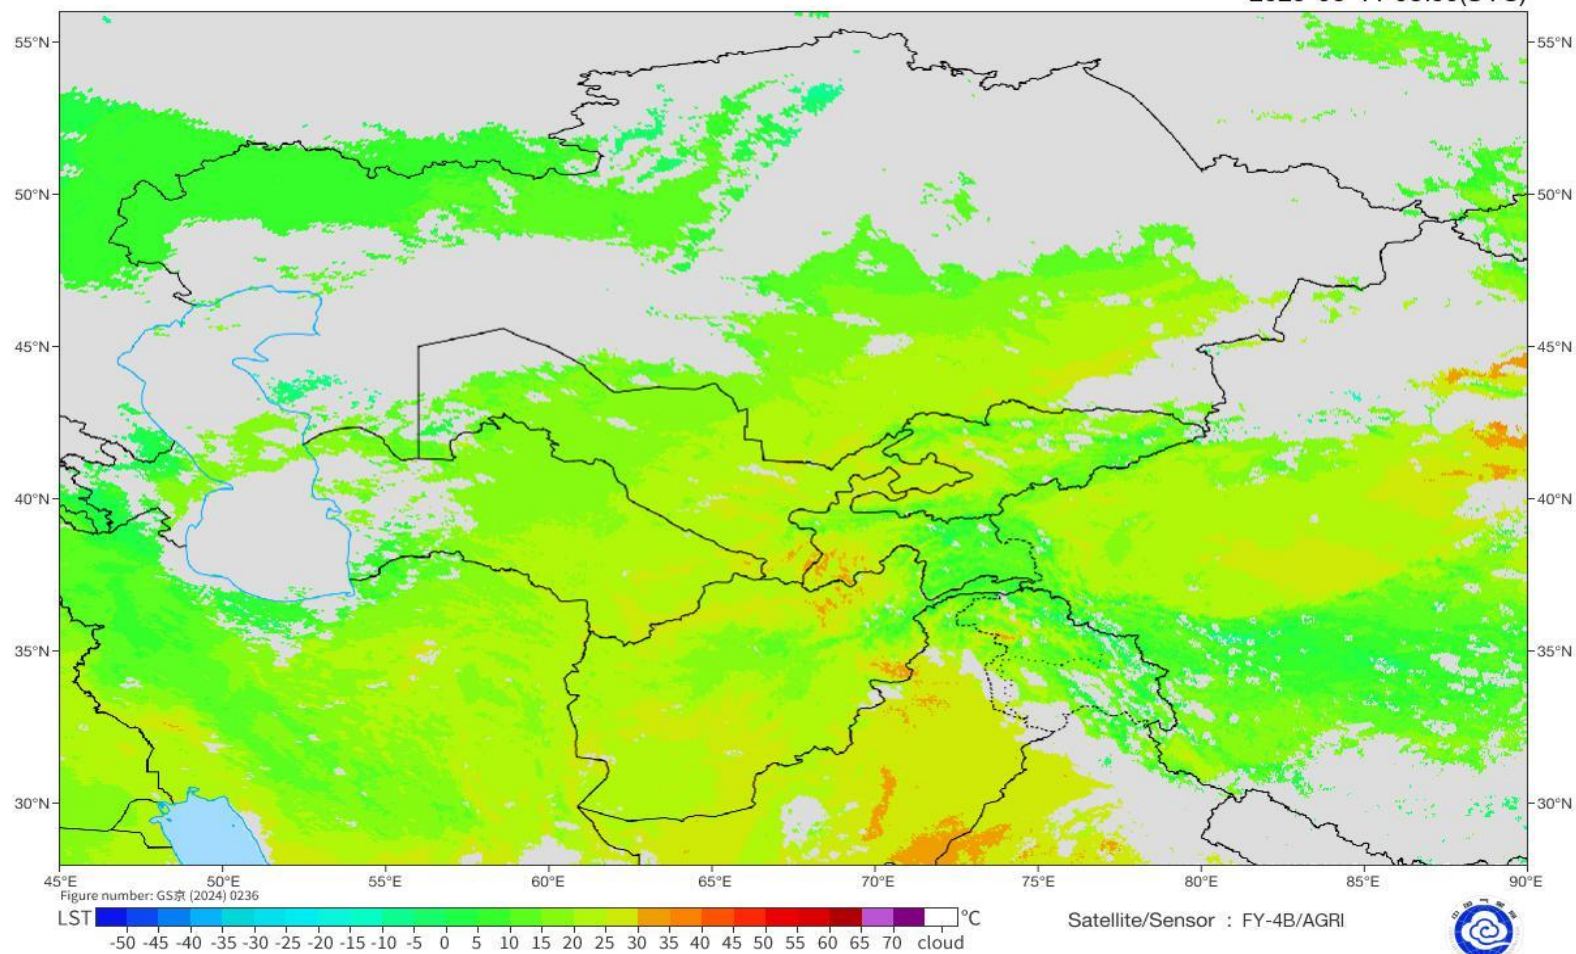 55°N 55°N
50°N 50°N
45°N 45°N
40°N 40°N
35°N 35°N
30°N 30°N
45°E 50°E 55°E 60°E 65°E 70°E 75°E 80°E 85°E 90°E
Figure number: GS京 (2024) 0236
LST °C
-50 -45 -40 -35 -30 -25 -20 -15 -10 -5 0 5 10 15 20 25 30 35 40 45 50 55 60 65 70 cloud
Satellite/Sensor : FY-4B/AGRI